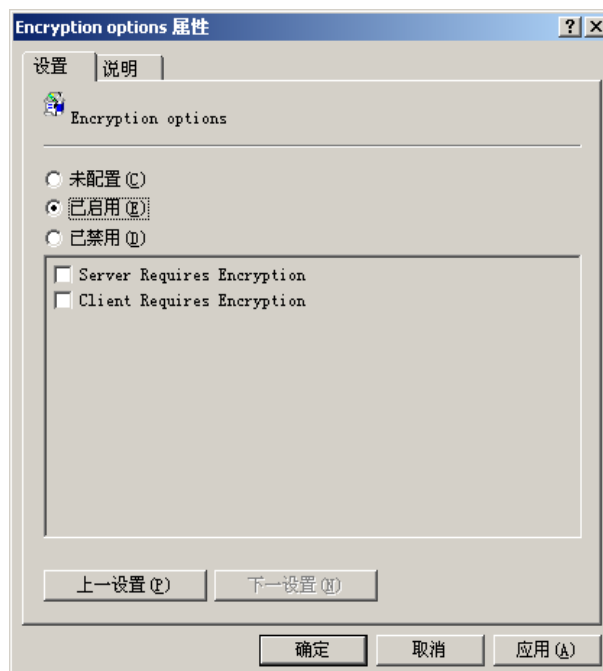 Encryption options 属性
设置 说明
Encryption options
未配置(C)
已启用(E)
已禁用(D)
Server Requires Encryption
Client Requires Encryption
上一设置(P) 下一设置(N)
确定 取消 应用(A)